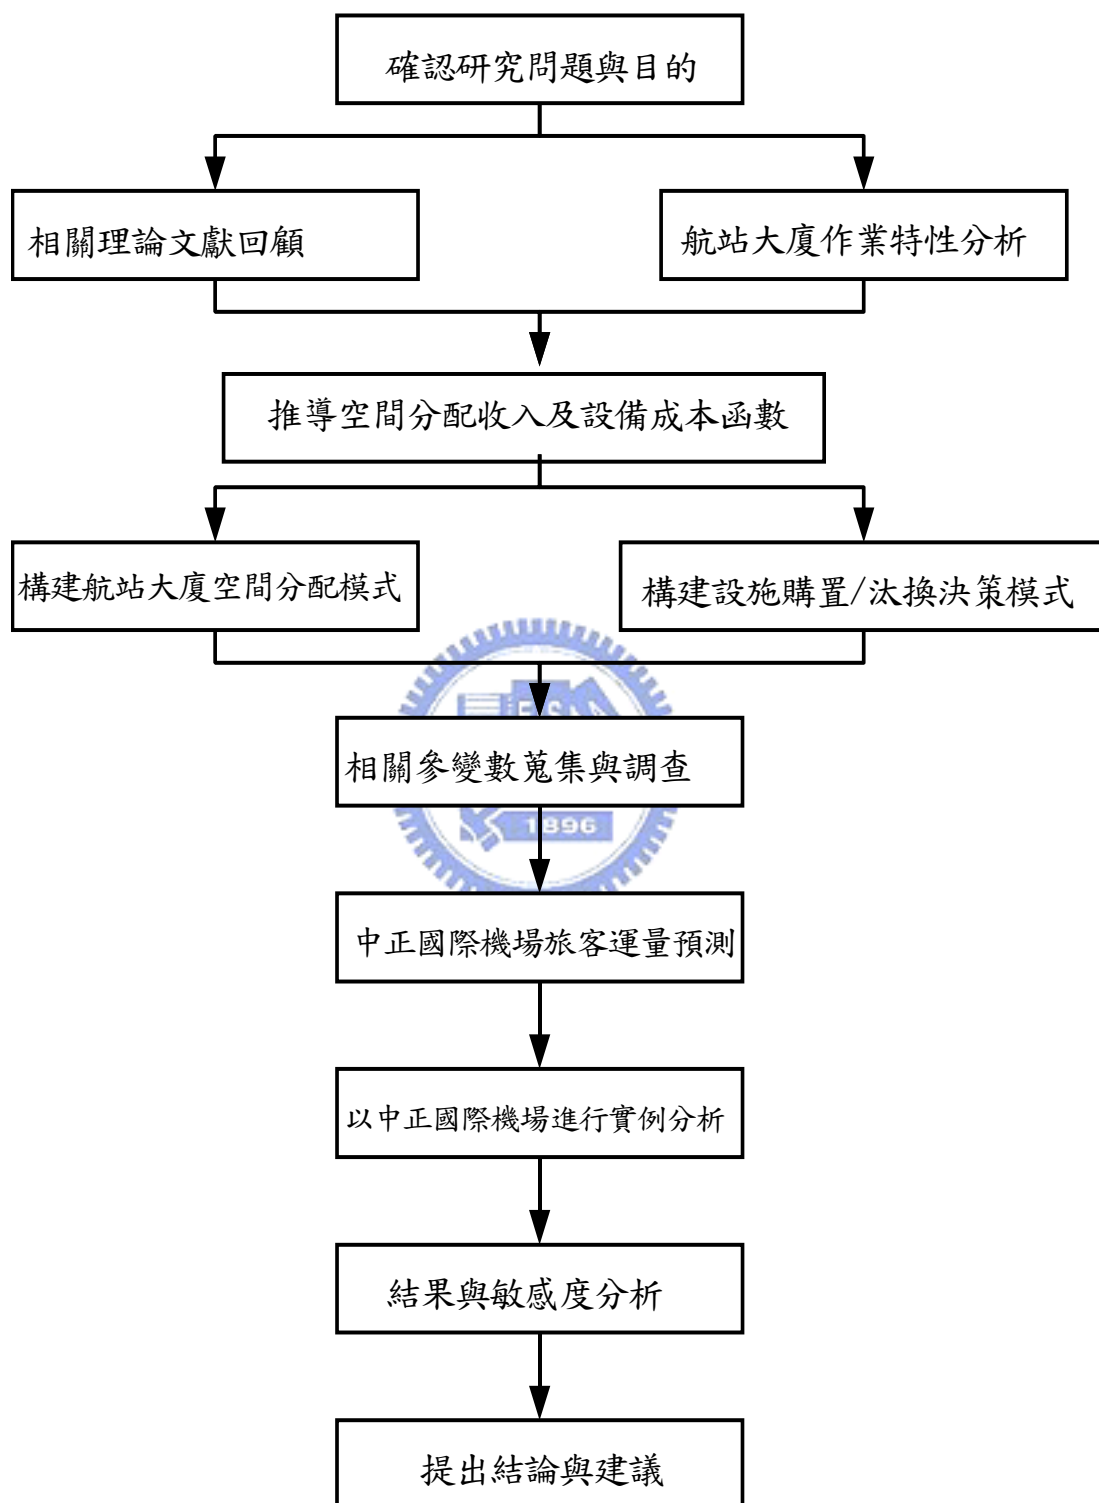 確認研究問題與目的
相關理論文獻回顧
航站大廈作業特性分析
推導空間分配收入及設備成本函數
構建航站大廈空間分配模式
構建設施購置/汰換決策模式
相關參變數蒐集與調查
1896
中正國際機場旅客運量預測
以中正國際機場進行實例分析
結果與敏感度分析
提出結論與建議